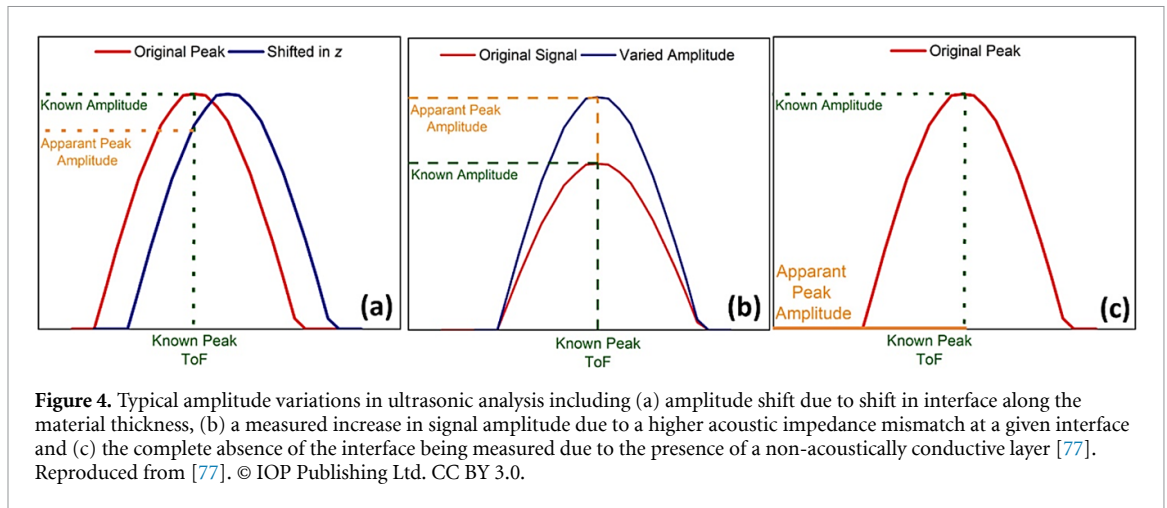 Original Peak Shifted in z
Known Amplitude
Apparant Peak
Amplitude
(a)
Known Peak
ToF
Original Signal Varied Amplitude
Apparant Peak
Amplitude
Known Amplitude
(b)
Known Peak
ToF
Original Peak
Known Amplitude
Apparant
Peak
Amplitude
(c)
Known Peak
ToF
Figure 4. Typical amplitude variations in ultrasonic analysis including (a) amplitude shift due to shift in interface along the
material thickness, (b) a measured increase in signal amplitude due to a higher acoustic impedance mismatch at a given interface
and (c) the complete absence of the interface being measured due to the presence of a non-acoustically conductive layer [77].
Reproduced from [77]. © IOP Publishing Ltd. CC BY 3.0.